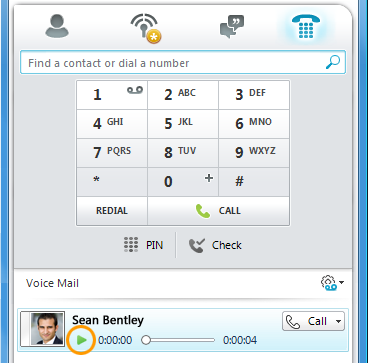 Find a contact or dial a number
1 2 ABC 3 DEF
4 GHI 5 JKL 6 MNO
7 PQRS 8 TUV 9 WXYZ
* 0 + #
REDIAL CALL
PIN Check
Voice Mail
Sean Bentley
0:00:00 0:00:04 Call